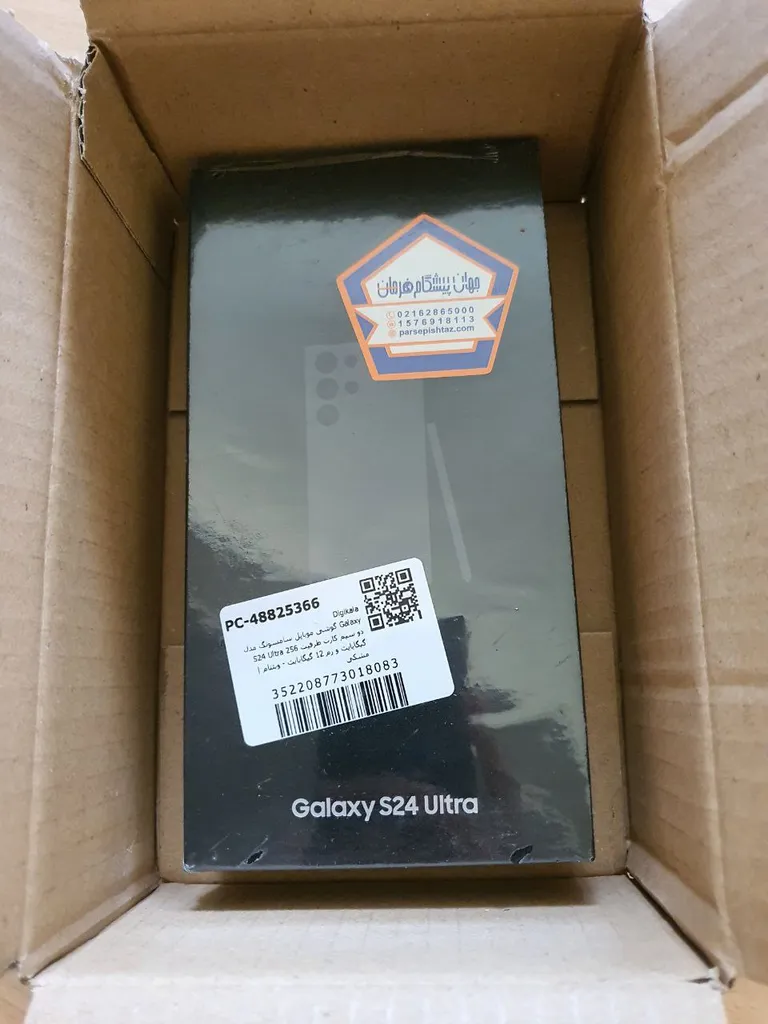 جهان پیشگام فرمان
02162865000
1576918113
parsepishtaz.com
PC-48825366
Digikala
گوشی موبایل سامسونگ مدل Galaxy
S24 Ultra دو سیم کارت ظرفیت 256
گیگابایت و رم 12 گیگابایت - ویتنام |
مشکی
352208773018083
Galaxy S24 Ultra